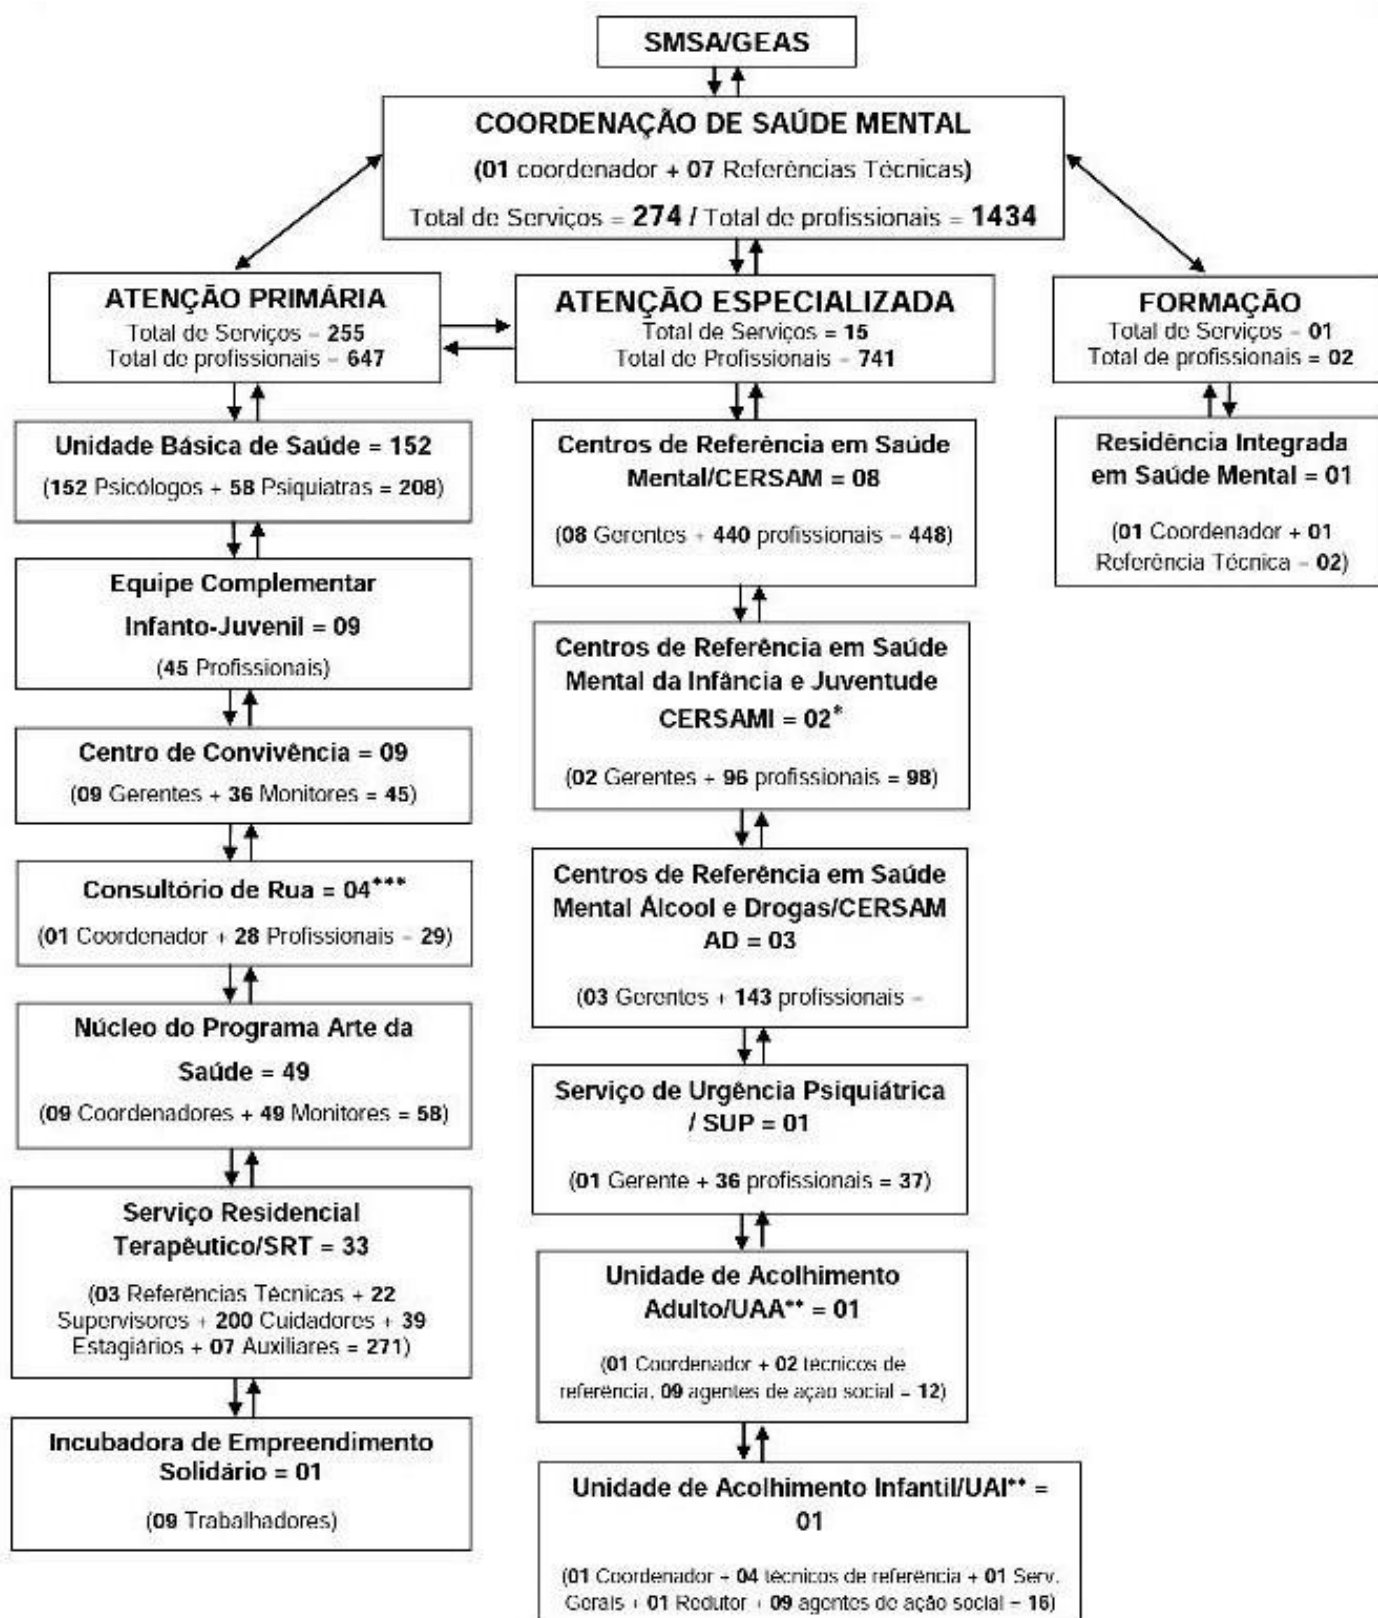 SMSA/GEAS
COORDENAÇÃO DE SAÚDE MENTAL
(01 coordenador + 07 Referências Técnicas)
Total de Serviços = 274 / Total de profissionais = 1434
ATENÇÃO PRIMÁRIA
Total de Serviços – 255
Total de profissionais – 647
ATENÇÃO ESPECIALIZADA
Total de Serviços = 15
Total de Profissionais – 741
FORMAÇÃO
Total de Serviços – 01
Total de profissionais = 02
Unidade Básica de Saúde = 152
(152 Psicólogos + 58 Psiquiatras = 208)
Equipe Complementar
Infanto-Juvenil = 09
(45 Profissionais)
Centro de Convivência = 09
(09 Gerentes + 36 Monitores = 45)
Consultório de Rua = 04***
(01 Coordenador + 28 Profissionais – 29)
Núcleo do Programa Arte da
Saúde = 49
(09 Coordenadores + 49 Monitores = 58)
Serviço Residencial
Terapêutico/SRT = 33
(03 Referências Técnicas + 22
Supervisores + 200 Cuidadores + 39
Estagiários + 07 Auxiliares = 271)
Incubadora de Empreendimento
Solidário = 01
(09 Trabalhadores)
Centros de Referência em Saúde
Mental/CERSAM = 08
(08 Gerentes + 440 profissionais – 448)
Centros de Referência em Saúde
Mental da Infância e Juventude
CERSAMI = 02*
(02 Gerentes + 96 profissionais = 98)
Centros de Referência em Saúde
Mental Álcool e Drogas/CERSAM
AD = 03
(03 Gerentes + 143 profissionais –
Serviço de Urgência Psiquiátrica
/ SUP = 01
(01 Gerente + 36 profissionais = 37)
Unidade de Acolhimento
Adulto/UAA** = 01
(01 Coordenador + 02 técnicos de
referência, 09 agentes de açao social – 12)
Unidade de Acolhimento Infantil/UAI** =
01
(01 Coordenador + 04 técnicos de referência + 01 Serv.
Gerais + 01 Redutor + 09 agentes de ação social – 16)
Residência Integrada
em Saúde Mental = 01
(01 Coordenador + 01
Referência Técnica – 02)